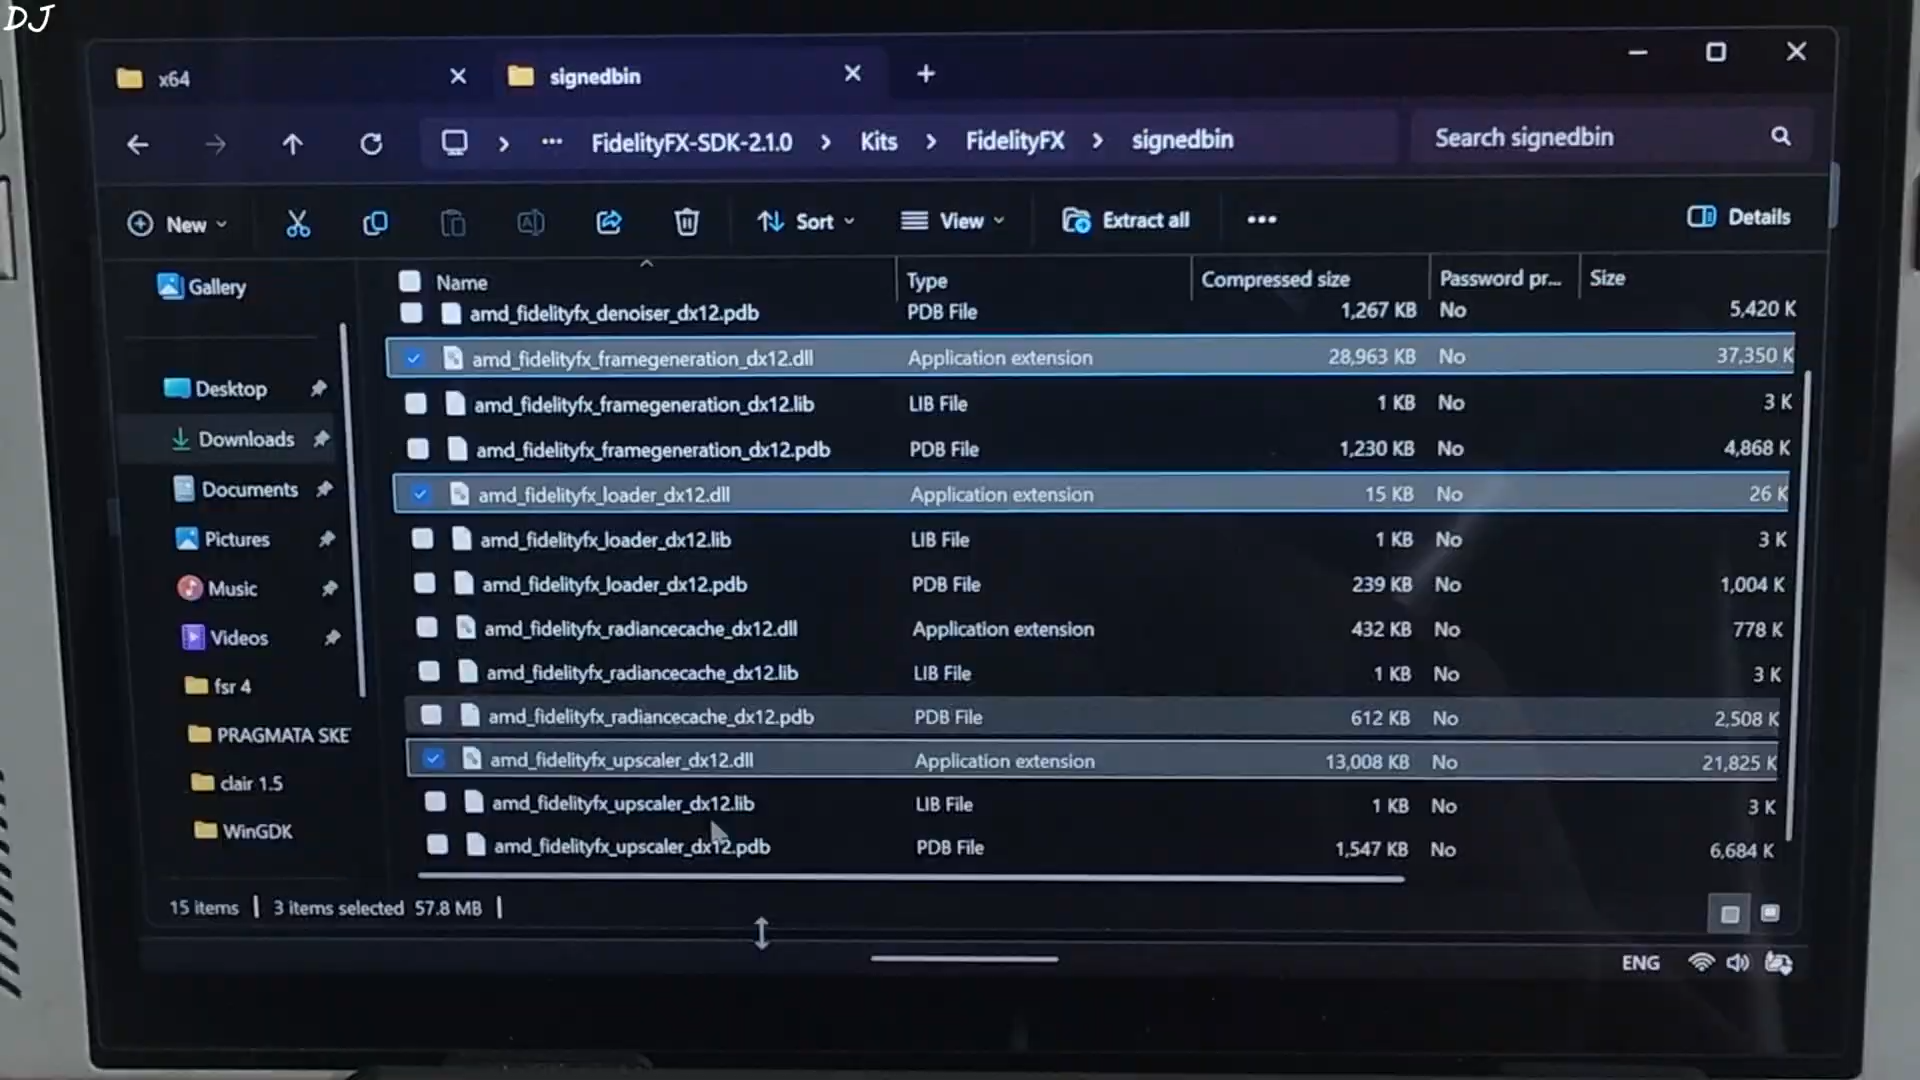 DJ
x64
signedbin
FidelityFX-SDK-2.1.0 > Kits > FidelityFX > signedbin
Search signedbin
New
Sort
View
Extract all
Details
Gallery
Desktop
Downloads
Documents
Pictures
Music
Videos
fsr 4
PRAGMATA SKE
clair 1.5
WinGDK
Name Type Compressed size Password pr... Size
amd_fidelityfx_denoiser_dx12.pdb PDB File 1,267 KB No 5,420 K
amd_fidelityfx_framegeneration_dx12.dll Application extension 28,963 KB No 37,350 K
amd_fidelityfx_framegeneration_dx12.lib LIB File 1 KB No 3 K
amd_fidelityfx_framegeneration_dx12.pdb PDB File 1,230 KB No 4,868 K
amd_fidelityfx_loader_dx12.dll Application extension 15 KB No 26 K
amd_fidelityfx_loader_dx12.lib LIB File 1 KB No 3 K
amd_fidelityfx_loader_dx12.pdb PDB File 239 KB No 1,004 K
amd_fidelityfx_radiancecache_dx12.dll Application extension 432 KB No 778 K
amd_fidelityfx_radiancecache_dx12.lib LIB File 1 KB No 3 K
amd_fidelityfx_radiancecache_dx12.pdb PDB File 612 KB No 2,508 K
amd_fidelityfx_upscaler_dx12.dll Application extension 13,008 KB No 21,825 K
amd_fidelityfx_upscaler_dx12.lib LIB File 1 KB No 3 K
amd_fidelityfx_upscaler_dx12.pdb PDB File 1,547 KB No 6,684 K
15 items | 3 items selected 57.8 MB |
ENG